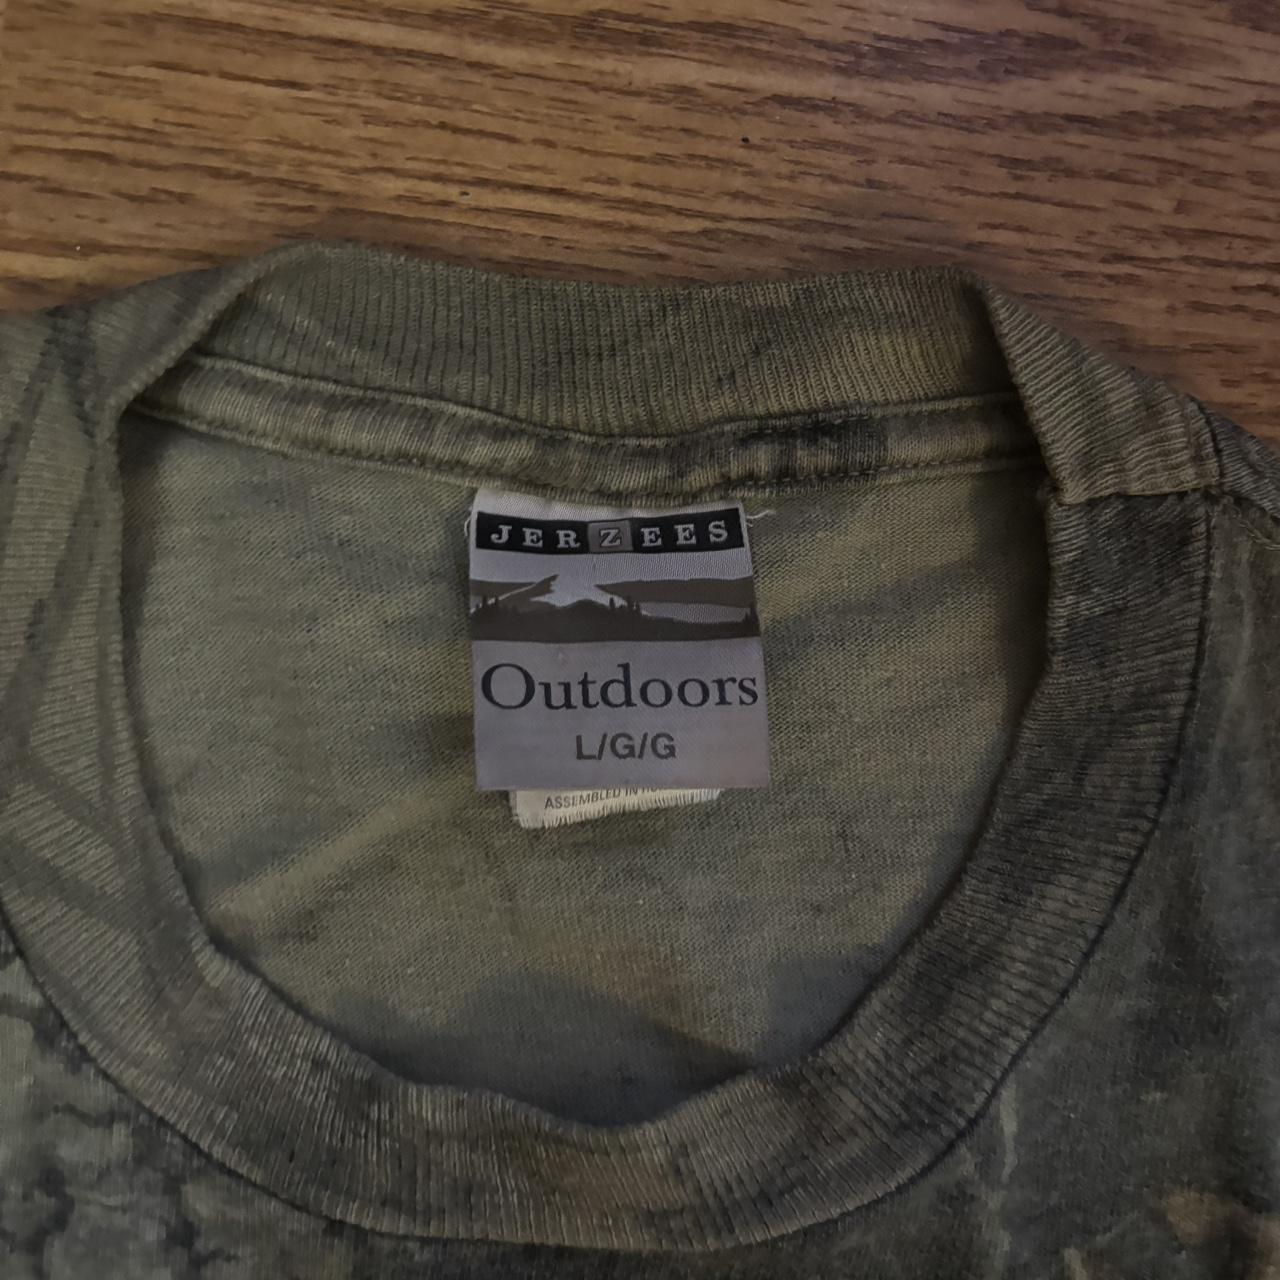 JERZEES
Outdoors
L/G/G
ASSEMBLED IN